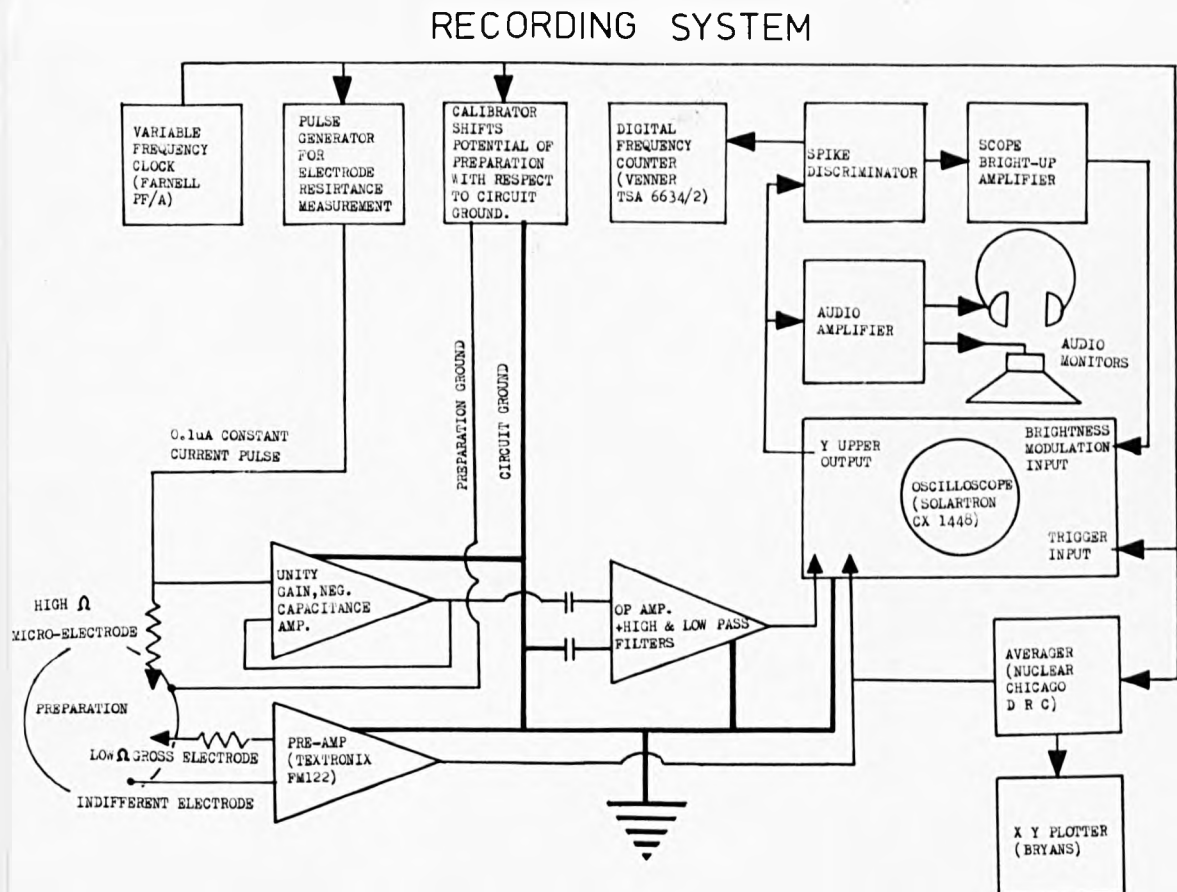 RECORDING SYSTEM
VARIABLE
FREQUENCY
CLOCK
(FARNELL
PF/A)
PULSE
GENERATOR
FOR
ELECTRODE
RESIRTANCE
MEASUREMENT
CALIBRATOR
SHIFTS
POTENTIAL OF
PREPARATION
WITH RESPECT
TO CIRCUIT
GROUND.
DIGITAL
FREQUENCY
COUNTER
(VENNER
TSA 6634/2)
SPIKE
DISCRIMINATOR
SCOPE
BRIGHT-UP
AMPLIFIER
AUDIO
AMPLIFIER
AUDIO
MONITORS
PREPARATION GROUND
CIRCUIT GROUND
0.1uA CONSTANT
CURRENT PULSE
Y UPPER
OUTPUT
BRIGHTNESS
MODULATION
INPUT
OSCILLOSCOPE
(SOLARTRON
CX 1448)
TRIGGER
INPUT
UNITY
GAIN,NEG.
CAPACITANCE
AMP.
OP AMP.
+HIGH & LOW PASS
FILTERS
HIGH Ω
MICRO-ELECTRODE
PREPARATION
LOW Ω GROSS ELECTRODE
INDIFFERENT ELECTRODE
PRE-AMP
(TEXTRONIX
FM122)
AVERAGER
(NUCLEAR
CHICAGO
D R C)
X Y PLOTTER
(BRYANS)